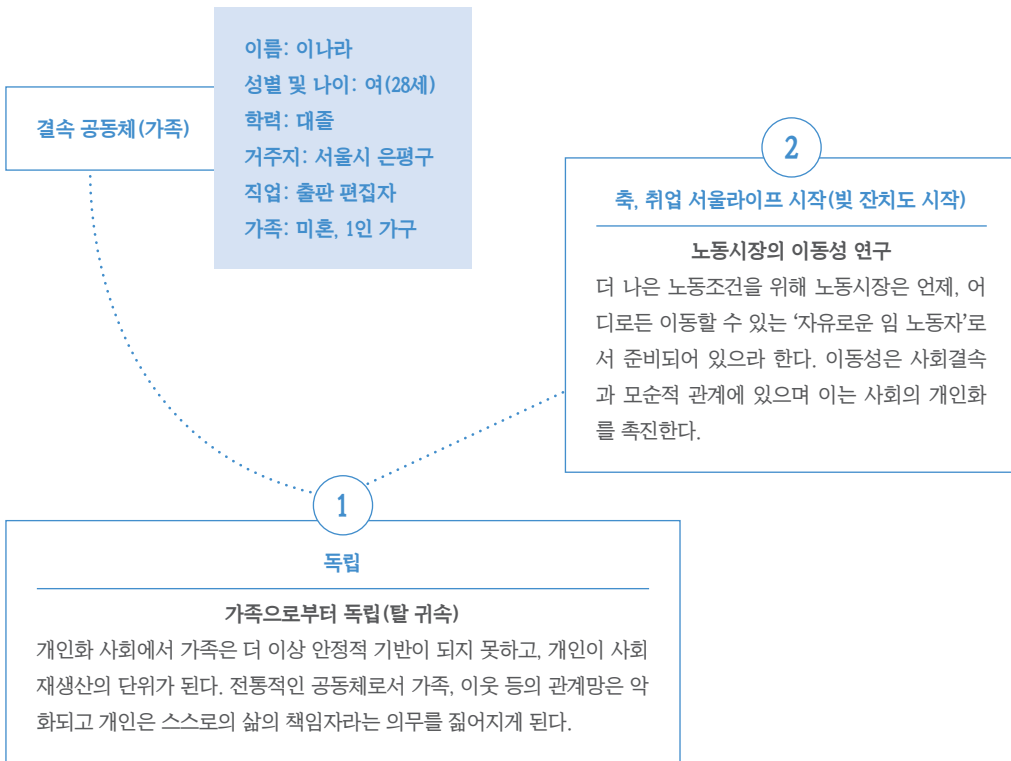 결속 공동체(가족)
이름: 이나라
성별 및 나이: 여(28세)
학력: 대졸
거주지: 서울시 은평구
직업: 출판 편집자
가족: 미혼, 1인 가구
1
독립
가족으로부터 독립(탈 귀속)
개인화 사회에서 가족은 더 이상 안정적 기반이 되지 못하고, 개인이 사회
재생산의 단위가 된다. 전통적인 공동체로서 가족, 이웃 등의 관계망은 악
화되고 개인은 스스로의 삶의 책임자라는 의무를 짊어지게 된다.
2
축, 취업 서울라이프 시작(빚 잔치도 시작)
노동시장의 이동성 연구
더 나은 노동조건을 위해 노동시장은 언제, 어
디로든 이동할 수 있는 ‘자유로운 임 노동자’로
서 준비되어 있으라 한다. 이동성은 사회결속
과 모순적 관계에 있으며 이는 사회의 개인화
를 촉진한다.